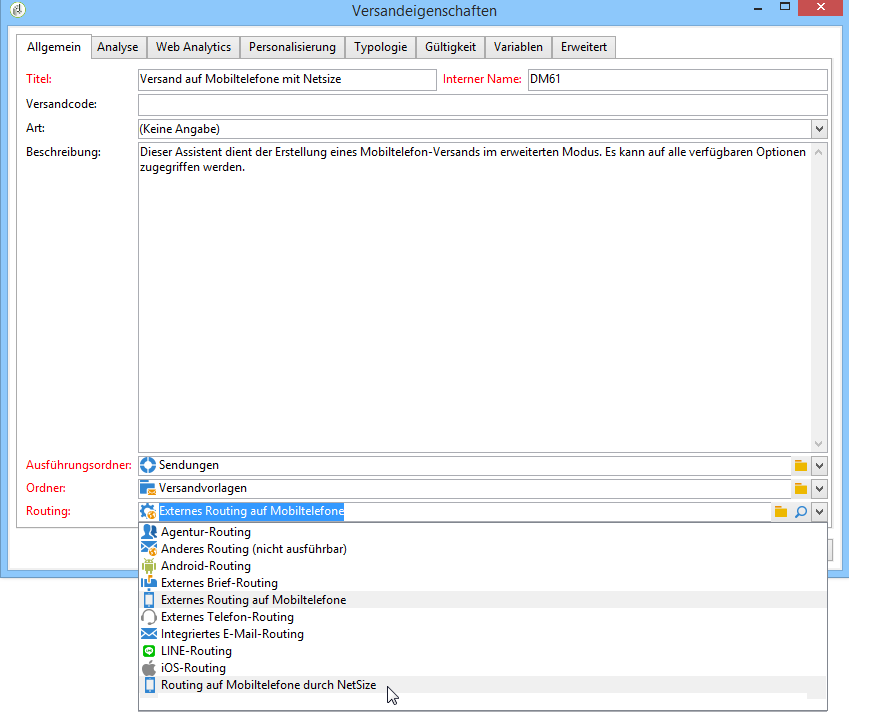 Versandeigenschaften
Allgemein Analyse Web Analytics Personalisierung Typologie Gültigkeit Variablen Erweitert
Titel: Versand auf Mobiltelefone mit Netsize Interner Name: DM61
Versandcode:
Art: (Keine Angabe)
Beschreibung: Dieser Assistent dient der Erstellung eines Mobiltelefon-Versands im erweiterten Modus. Es kann auf alle verfügbaren Optionen
zugegriffen werden.
Ausführungsordner: Sendungen
Ordner: Versandvorlagen
Routing: Externes Routing auf Mobiltelefone
Agentur-Routing
Anderes Routing (nicht ausführbar)
Android-Routing
Externes Brief-Routing
Externes Routing auf Mobiltelefone
Externes Telefon-Routing
Integriertes E-Mail-Routing
LINE-Routing
iOS-Routing
Routing auf Mobiltelefone durch NetSize